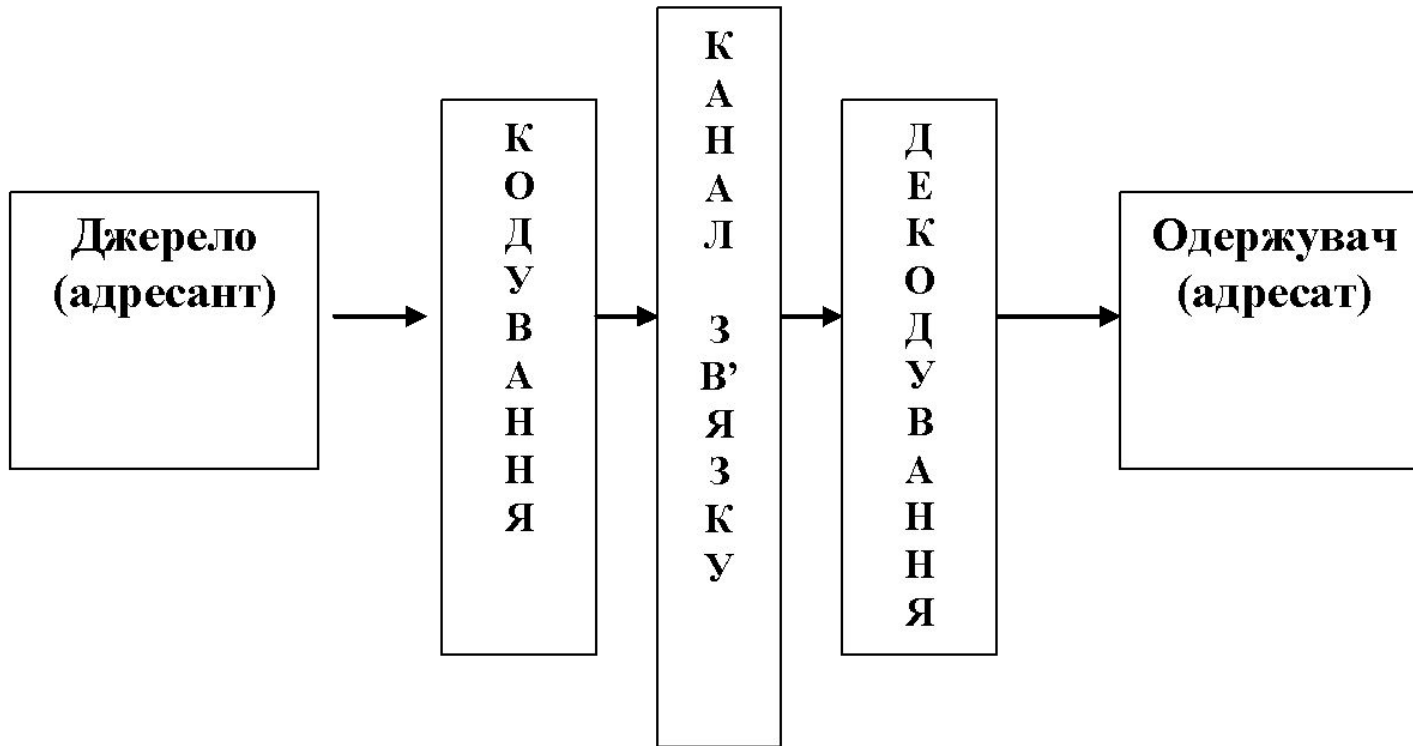 Джерело
(адресант)
КОДУВАННЯ
КАНАЛ ЗВ’ЯЗКУ
ДЕКОДУВАННЯ
Одержувач
(адресат)